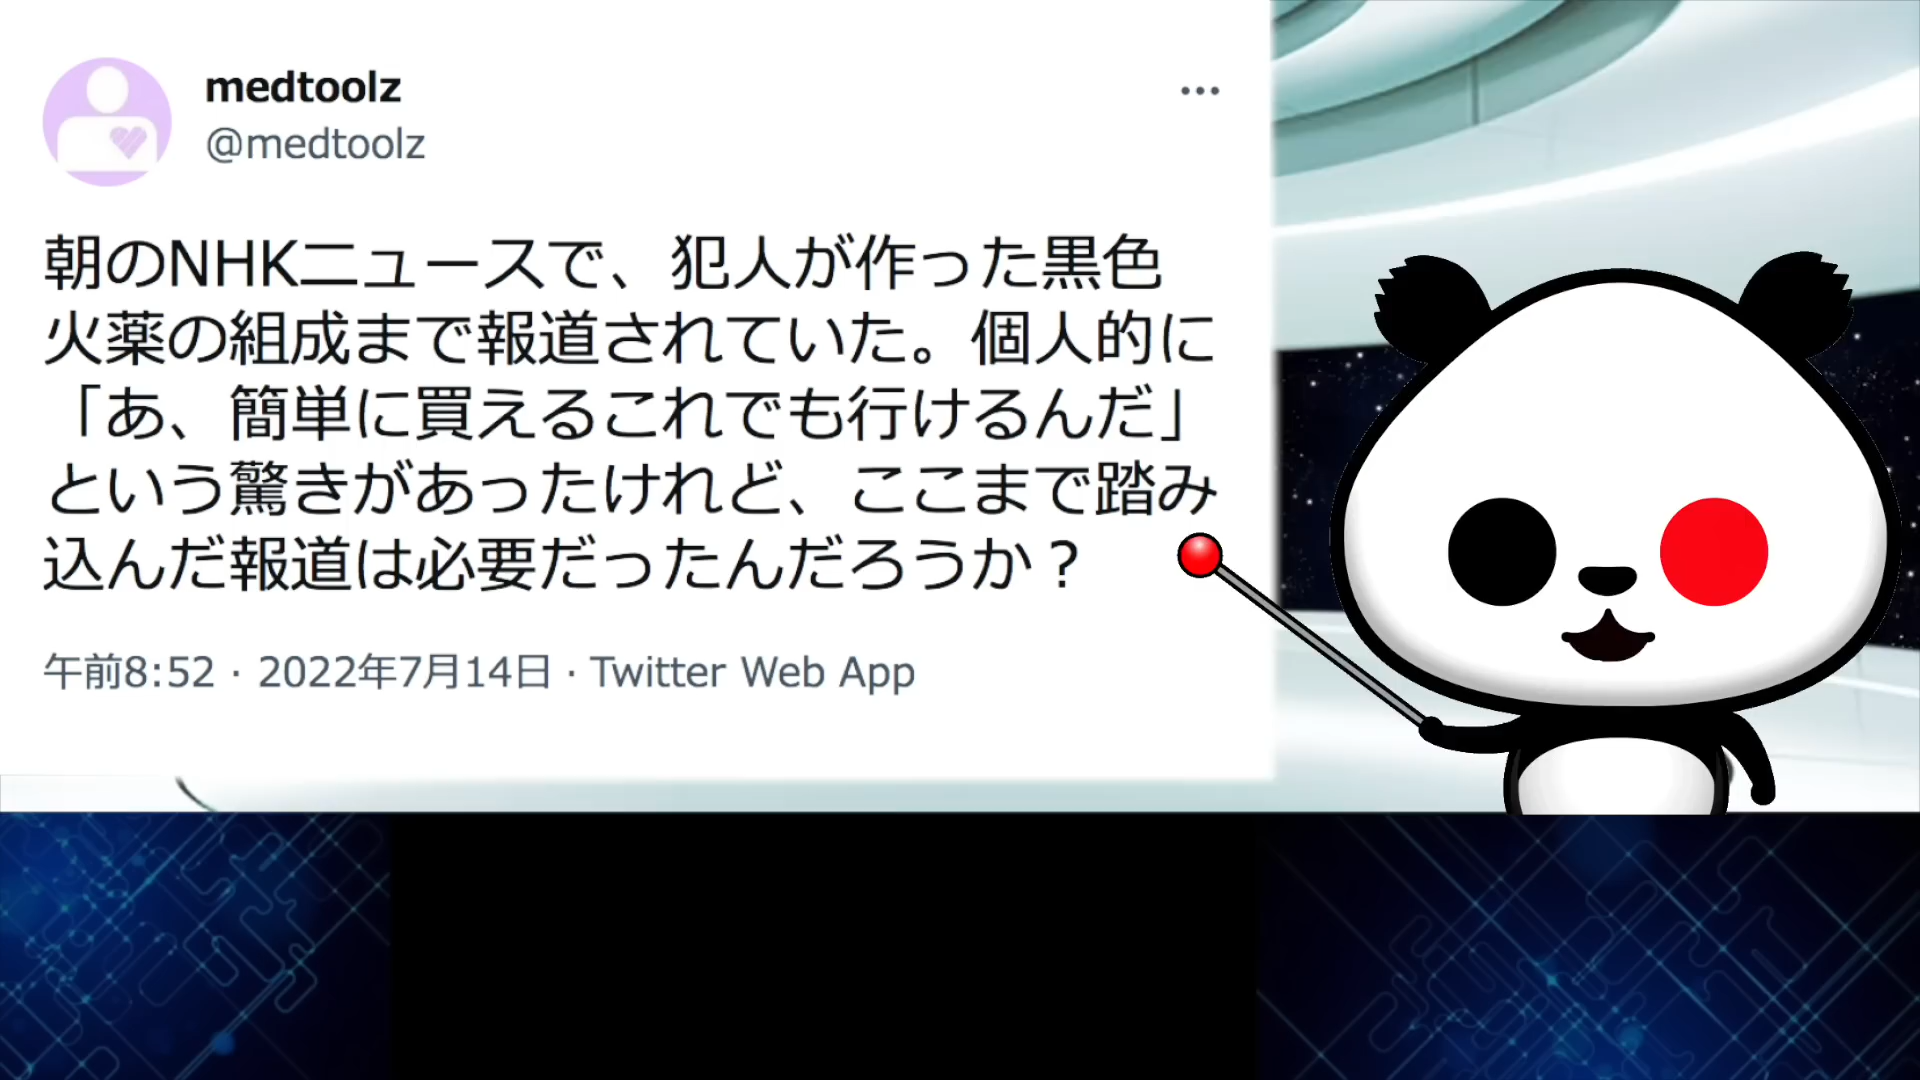 medtoolz
@medtoolz
朝のNHKニュースで、犯人が作った黒色
火薬の組成まで報道されていた。個人的に
「あ、簡単に買えるこれでも行けるんだ」
という驚きがあったけれど、ここまで踏み
込んだ報道は必要だったんだろうか？
午前8:52 · 2022年7月14日 · Twitter Web App